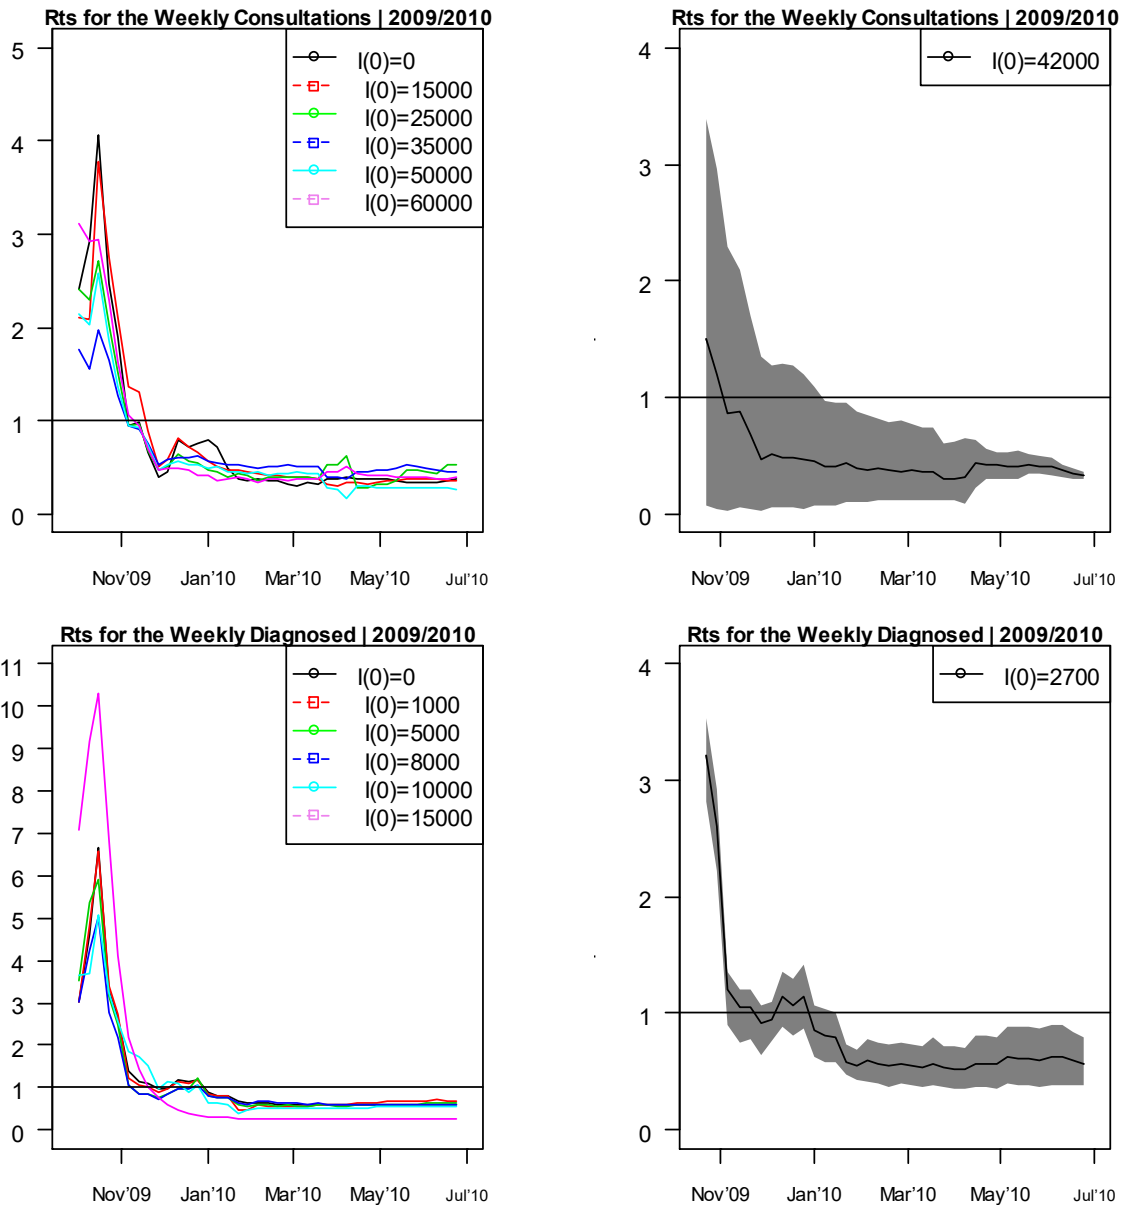 Rts for the Weekly Consultations | 2009/2010
I(0)=0
I(0)=15000
I(0)=25000
I(0)=35000
I(0)=50000
I(0)=60000
5
4
3
2
1
0
Nov'09 Jan'10 Mar'10 May'10 Jul'10
Rts for the Weekly Consultations | 2009/2010
I(0)=42000
4
3
2
1
0
Nov'09 Jan'10 Mar'10 May'10 Jul'10
Rts for the Weekly Diagnosed | 2009/2010
I(0)=0
I(0)=1000
I(0)=5000
I(0)=8000
I(0)=10000
I(0)=15000
11
10
9
8
7
6
5
4
3
2
1
0
Nov'09 Jan'10 Mar'10 May'10 Jul'10
Rts for the Weekly Diagnosed | 2009/2010
I(0)=2700
4
3
2
1
0
Nov'09 Jan'10 Mar'10 May'10 Jul'10